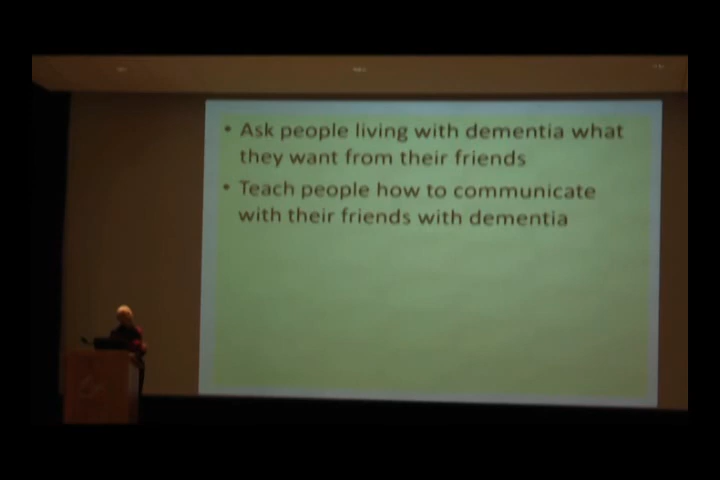 • Ask people living with dementia what
they want from their friends
• Teach people how to communicate
with their friends with dementia